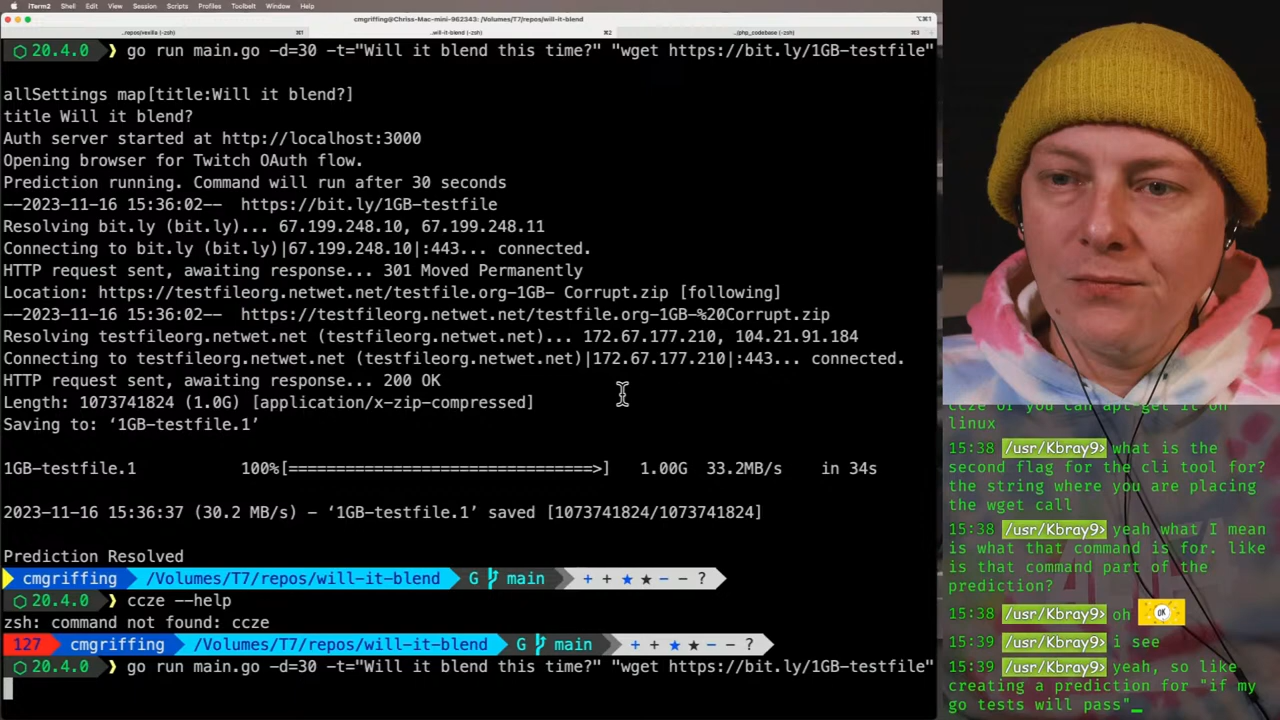 iTerm2 Shell Edit View Session Scripts Profiles Toolbelt Window Help
cmgriffing@Chriss-Mac-mini-962343: /Volumes/T7/repos/will-it-blend
⌥⌘1
..repos/vexilla (-zsh) ⌘1 ..will-it-blend (-zsh) ⌘2 ../php_codebase (-zsh) ⌘3
20.4.0 ❯ go run main.go -d=30 -t="Will it blend this time?" "wget https://bit.ly/1GB-testfile"
allSettings map[title:Will it blend?]
title Will it blend?
Auth server started at http://localhost:3000
Opening browser for Twitch OAuth flow.
Prediction running. Command will run after 30 seconds
--2023-11-16 15:36:02-- https://bit.ly/1GB-testfile
Resolving bit.ly (bit.ly)... 67.199.248.10, 67.199.248.11
Connecting to bit.ly (bit.ly)|67.199.248.10|:443... connected.
HTTP request sent, awaiting response... 301 Moved Permanently
Location: https://testfileorg.netwet.net/testfile.org-1GB- Corrupt.zip [following]
--2023-11-16 15:36:02-- https://testfileorg.netwet.net/testfile.org-1GB-%20Corrupt.zip
Resolving testfileorg.netwet.net (testfileorg.netwet.net)... 172.67.177.210, 104.21.91.184
Connecting to testfileorg.netwet.net (testfileorg.netwet.net)|172.67.177.210|:443... connected.
HTTP request sent, awaiting response... 200 OK
Length: 1073741824 (1.0G) [application/x-zip-compressed]
Saving to: ‘1GB-testfile.1’
1GB-testfile.1 100%[==============================>] 1.00G 33.2MB/s in 34s
2023-11-16 15:36:37 (30.2 MB/s) - ‘1GB-testfile.1’ saved [1073741824/1073741824]
Prediction Resolved
cmgriffing /Volumes/T7/repos/will-it-blend G main + + ★ ★ - - ?
20.4.0 ❯ ccze --help
zsh: command not found: ccze
127 cmgriffing /Volumes/T7/repos/will-it-blend G main + + ★ ★ - - ?
20.4.0 ❯ go run main.go -d=30 -t="Will it blend this time?" "wget https://bit.ly/1GB-testfile"
ccze or you can apt-get it on
linux
15:38 /usr/Kbray9> what is the
second flag for the cli tool for?
the string where you are placing
the wget call
15:38 /usr/Kbray9> yeah what I mean
is what that command is for. like
is that command part of the
prediction?
15:38 /usr/Kbray9> oh OK
15:39 /usr/Kbray9> i see
15:39 /usr/Kbray9> yeah, so like
creating a prediction for "if my
go tests will pass"_